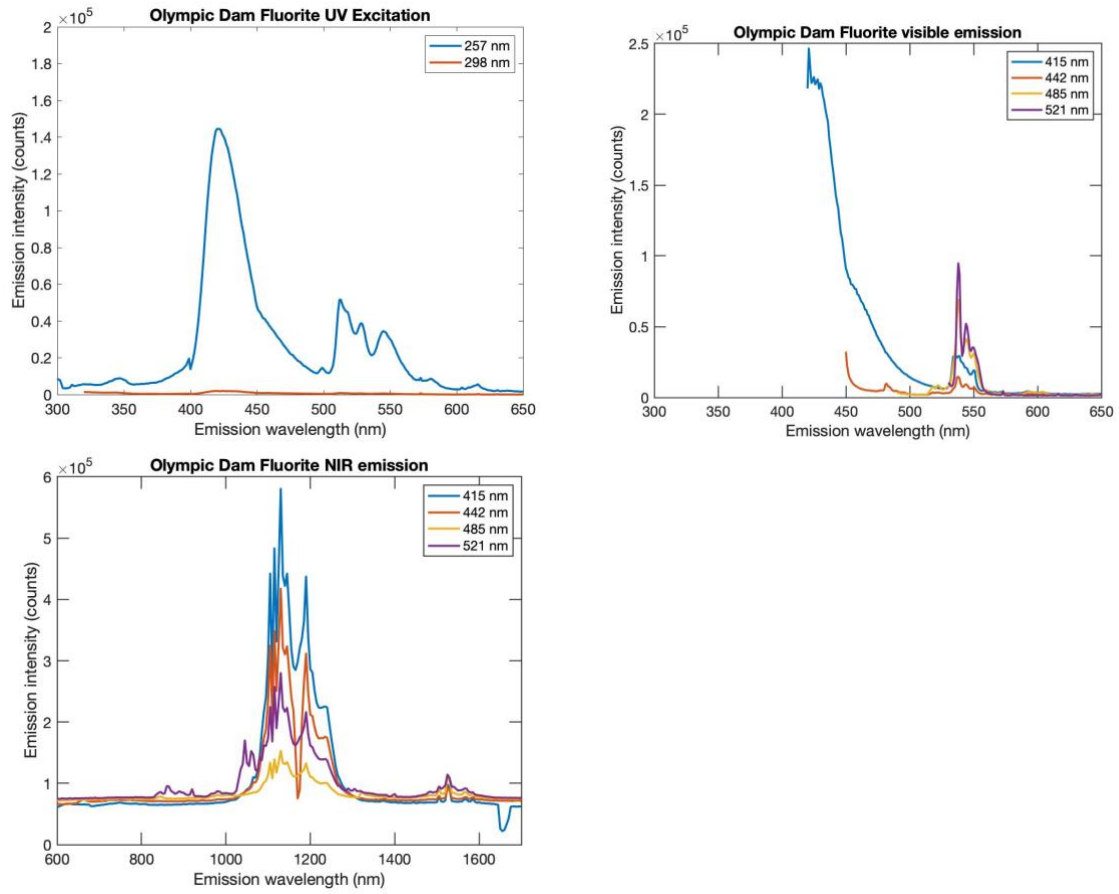 Olympic Dam Fluorite UV Excitation
×10⁵
2
1.8
1.6
1.4
1.2
1
0.8
0.6
0.4
0.2
0
300 350 400 450 500 550 600 650
Emission intensity (counts)
Emission wavelength (nm)
257 nm
298 nm
Olympic Dam Fluorite visible emission
×10⁵
2.5
2
1.5
1
0.5
0
300 350 400 450 500 550 600 650
Emission intensity (counts)
Emission wavelength (nm)
415 nm
442 nm
485 nm
521 nm
Olympic Dam Fluorite NIR emission
×10⁵
6
5
4
3
2
1
0
600 800 1000 1200 1400 1600
Emission intensity (counts)
Emission wavelength (nm)
415 nm
442 nm
485 nm
521 nm